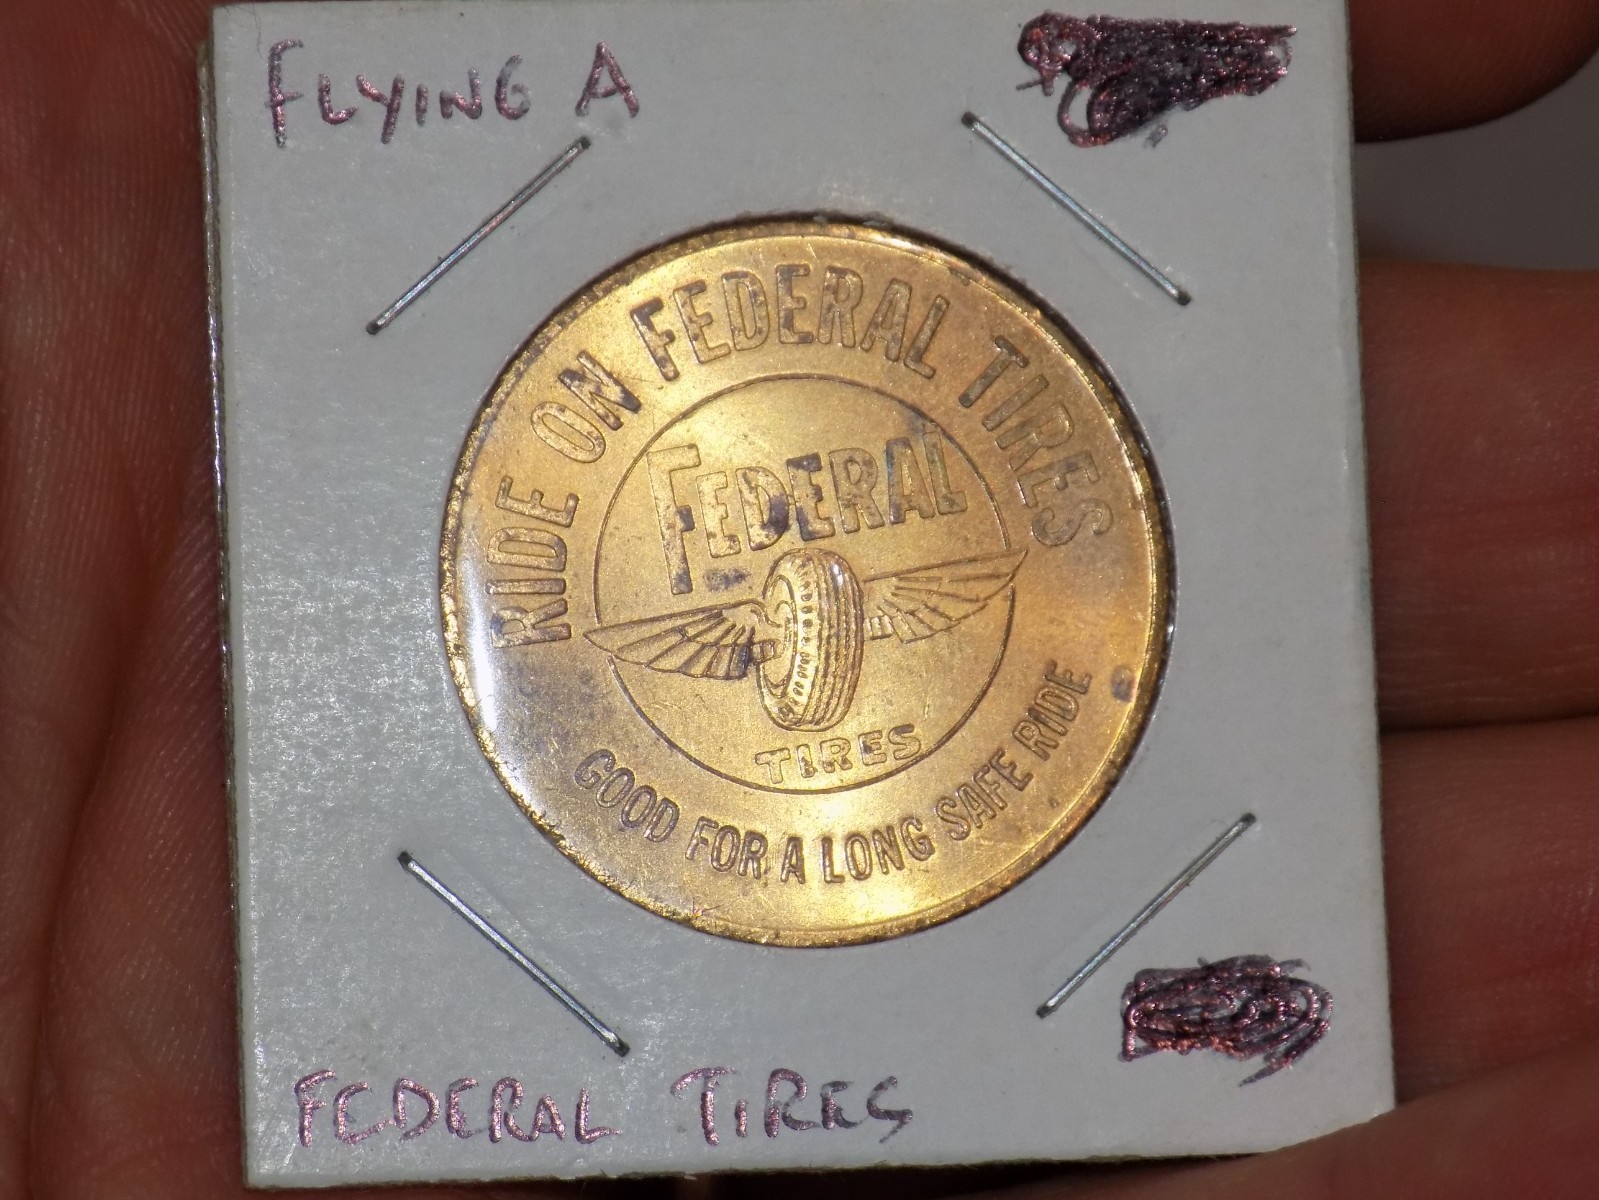 FLYING A
RIDE ON FEDERAL TIRES
FEDERAL
TIRES
GOOD FOR A LONG SAFE RIDE
FEDERAL TIRES